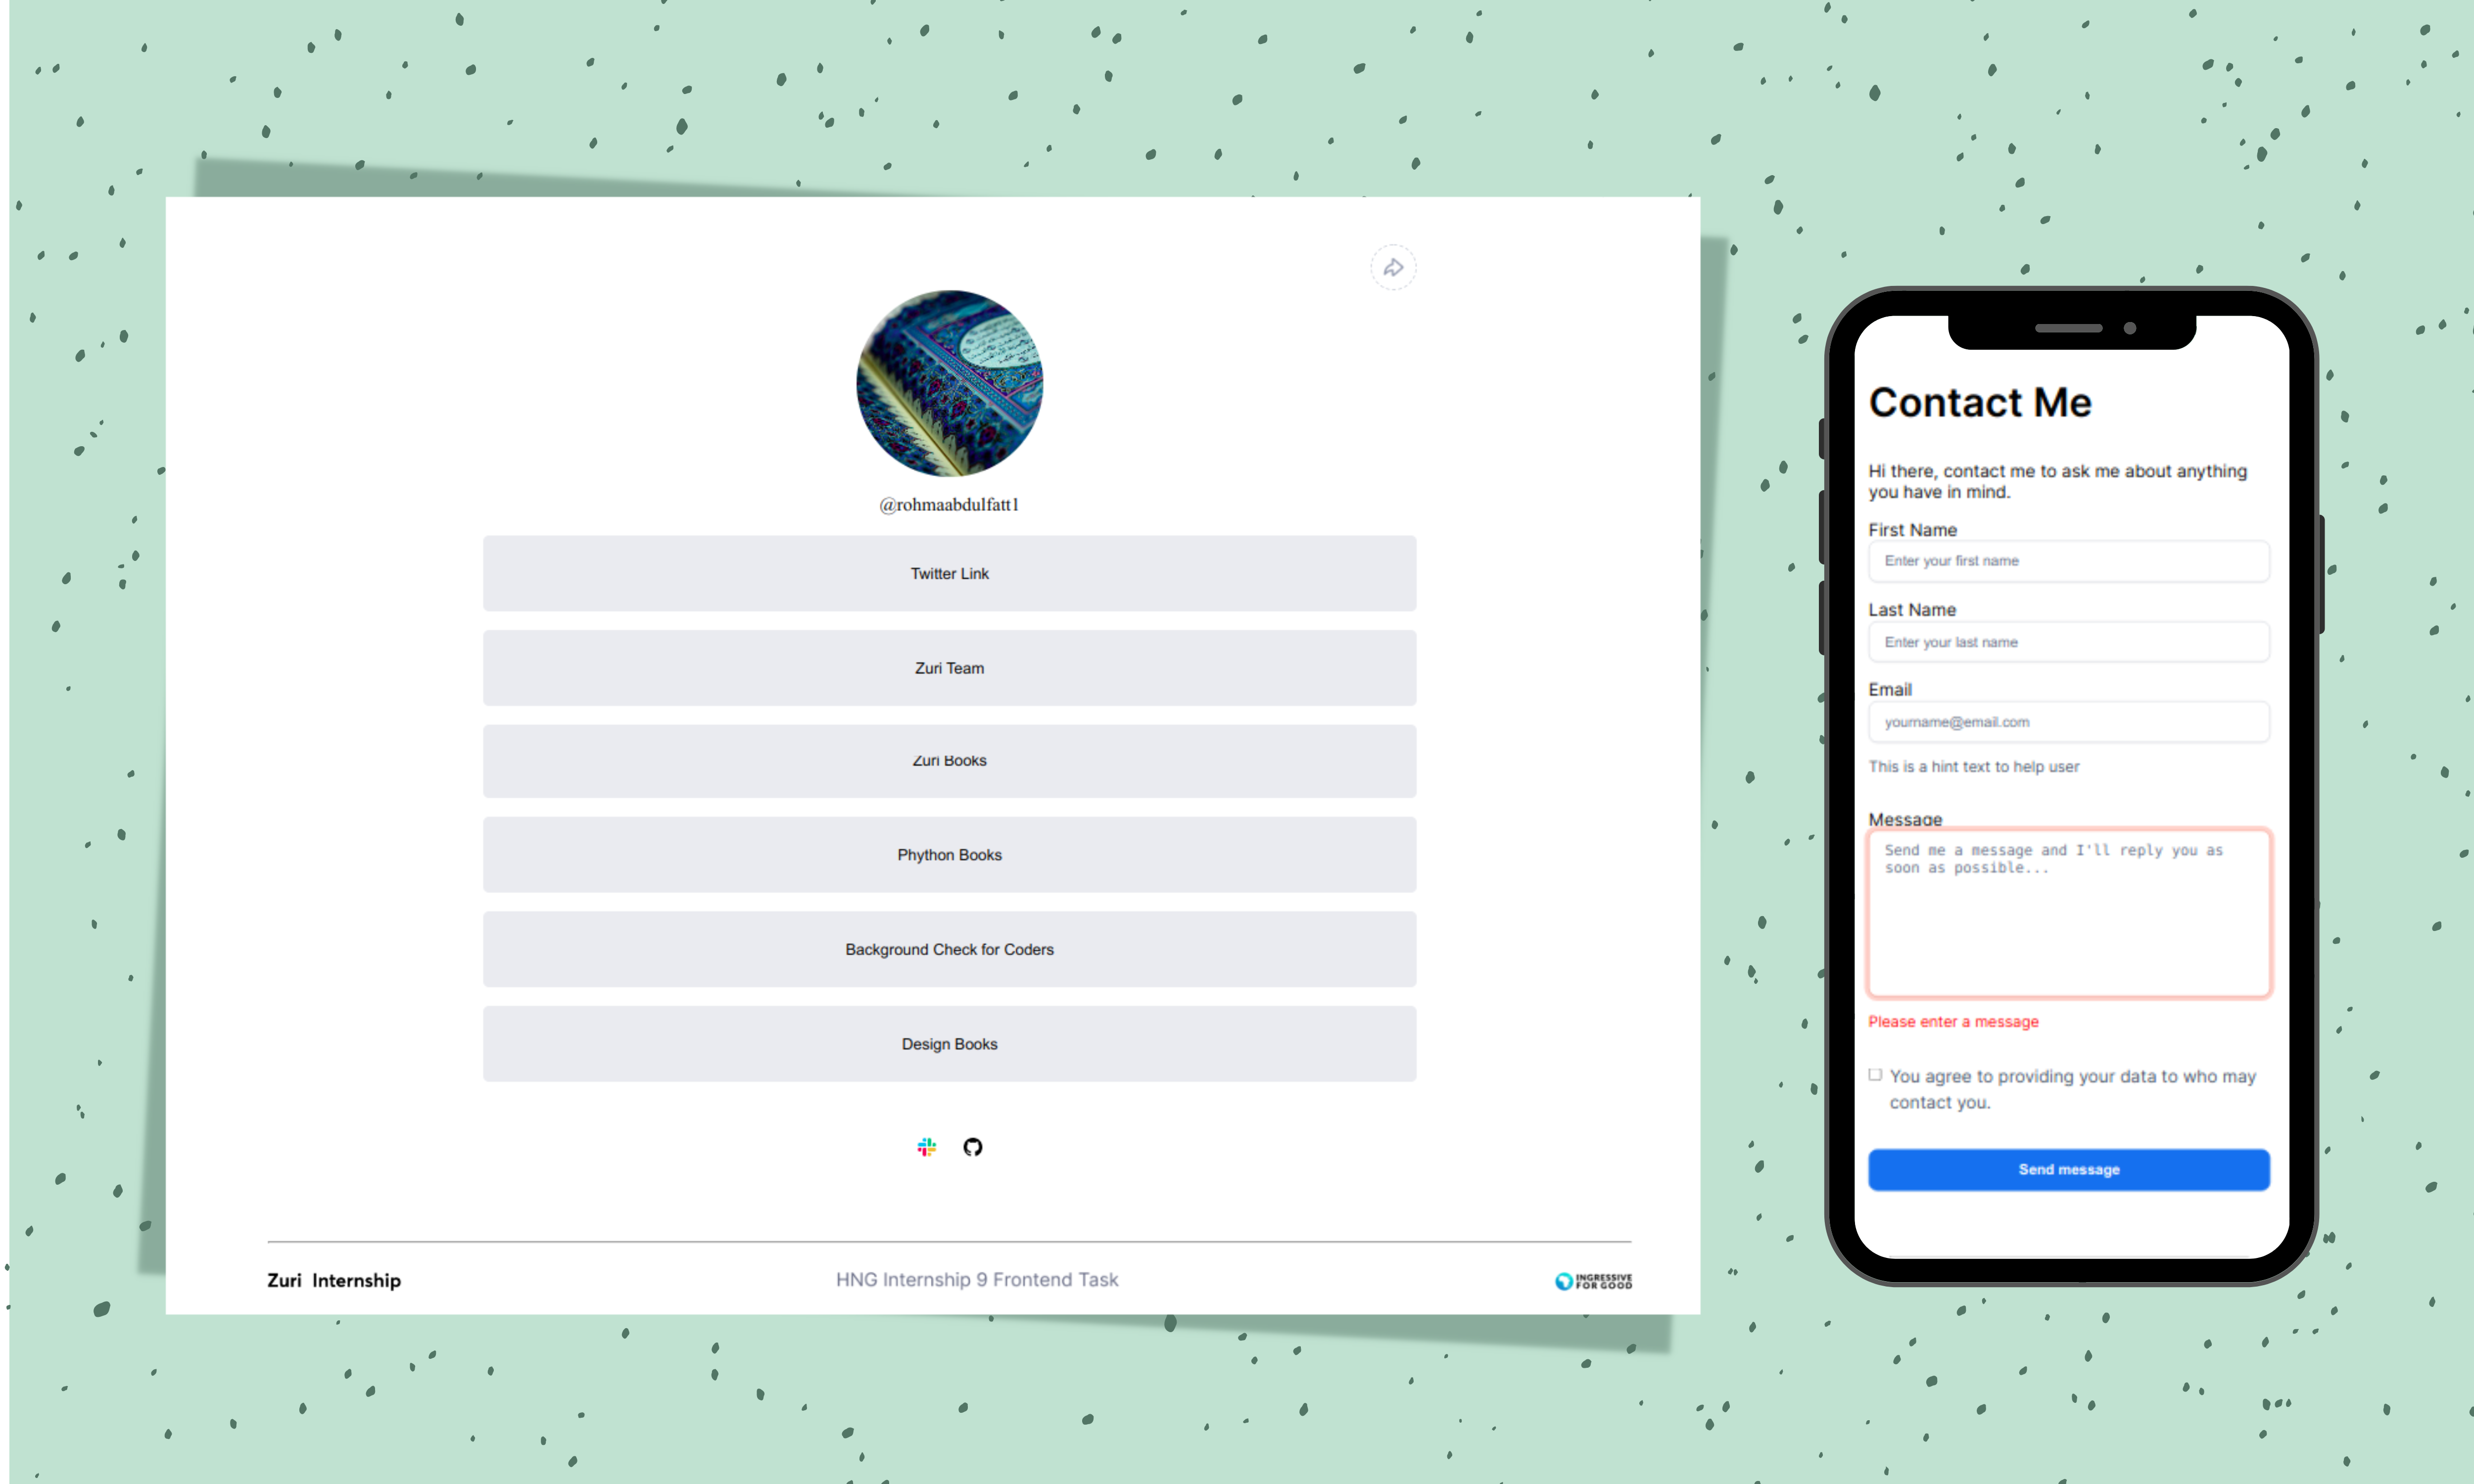 @rohmaabdulfatt1
Twitter Link
Zuri Team
Zuri Books
Phython Books
Background Check for Coders
Design Books
Zuri Internship
HNG Internship 9 Frontend Task
INGRESSIVE
FOR GOOD
Contact Me
Hi there, contact me to ask me about anything
you have in mind.
First Name
Enter your first name
Last Name
Enter your last name
Email
yourname@email.com
This is a hint text to help user
Message
Send me a message and I'll reply you as
soon as possible...
Please enter a message
You agree to providing your data to who may
contact you.
Send message